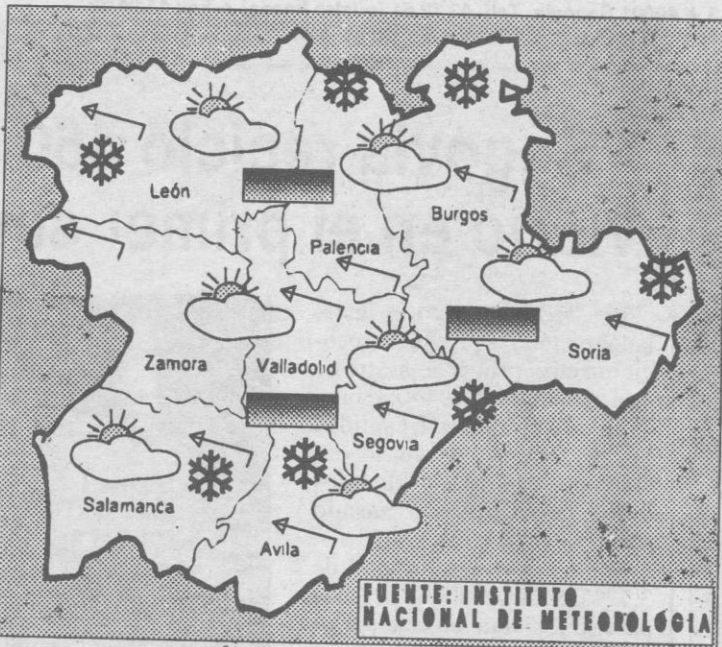 León
Burgos
Palencia
Soria
Zamora
Valladolid
Segovia
Salamanca
Avila
FUENTE: INSTITUTO
NACIONAL DE METEOROLOGIA